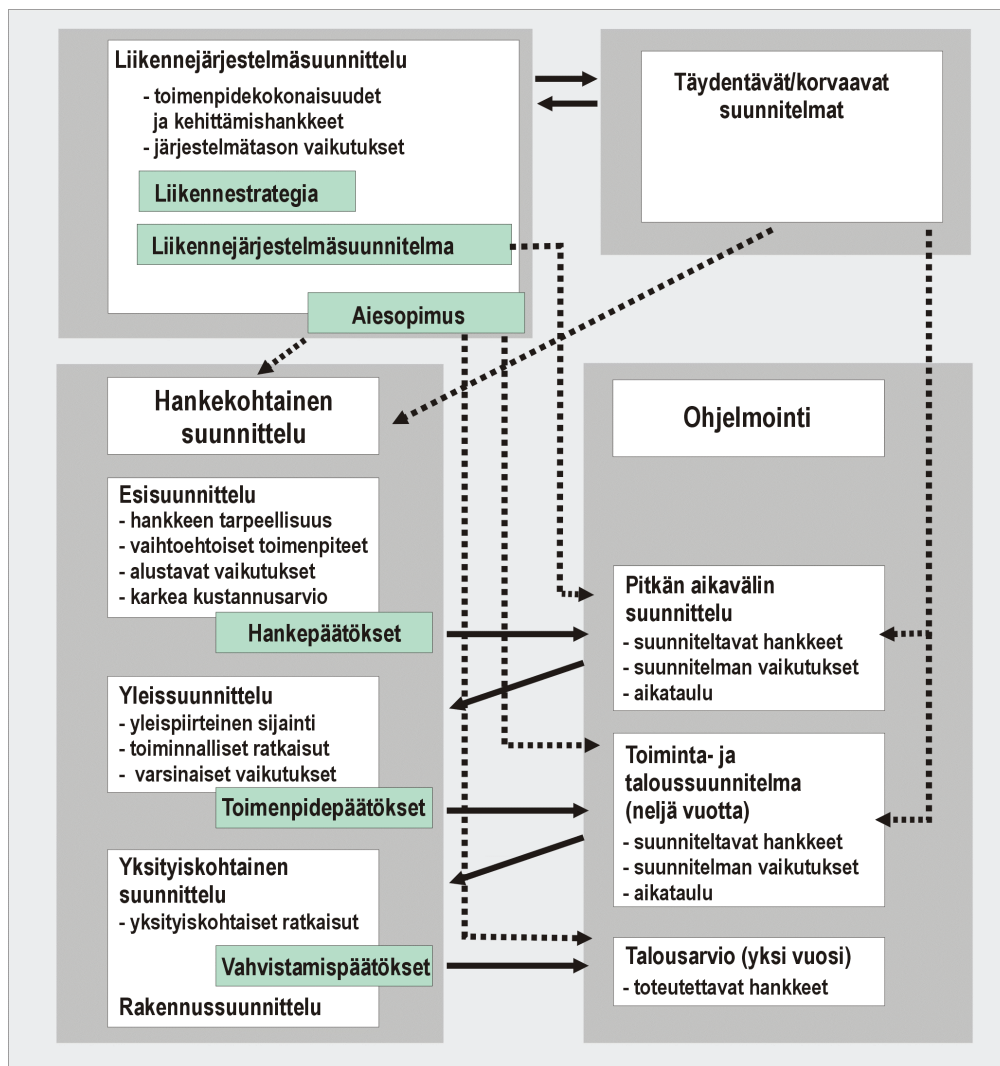 Liikennejärjestelmäsuunnittelu
- toimenpidekokonaisuudet
ja kehittämishankkeet
- järjestelmätason vaikutukset
Liikennestrategia
Liikennejärjestelmäsuunnitelma
Aiesopimus
Täydentävät/korvaavat
suunnitelmat
Hankekohtainen
suunnittelu
Esisuunnittelu
- hankkeen tarpeellisuus
- vaihtoehtoiset toimenpiteet
- alustavat vaikutukset
- karkea kustannusarvio
Hankepäätökset
Yleissuunnittelu
- yleispiirteinen sijainti
- toiminnalliset ratkaisut
- varsinaiset vaikutukset
Toimenpidepäätökset
Yksityiskohtainen
suunnittelu
- yksityiskohtaiset ratkaisut
Vahvistamispäätökset
Rakennussuunnittelu
Ohjelmointi
Pitkän aikavälin
suunnittelu
- suunniteltavat hankkeet
- suunnitelman vaikutukset
- aikataulu
Toiminta- ja
taloussuunnitelma
(neljä vuotta)
- suunniteltavat hankkeet
- suunnitelman vaikutukset
- aikataulu
Talousarvio (yksi vuosi)
- toteutettavat hankkeet